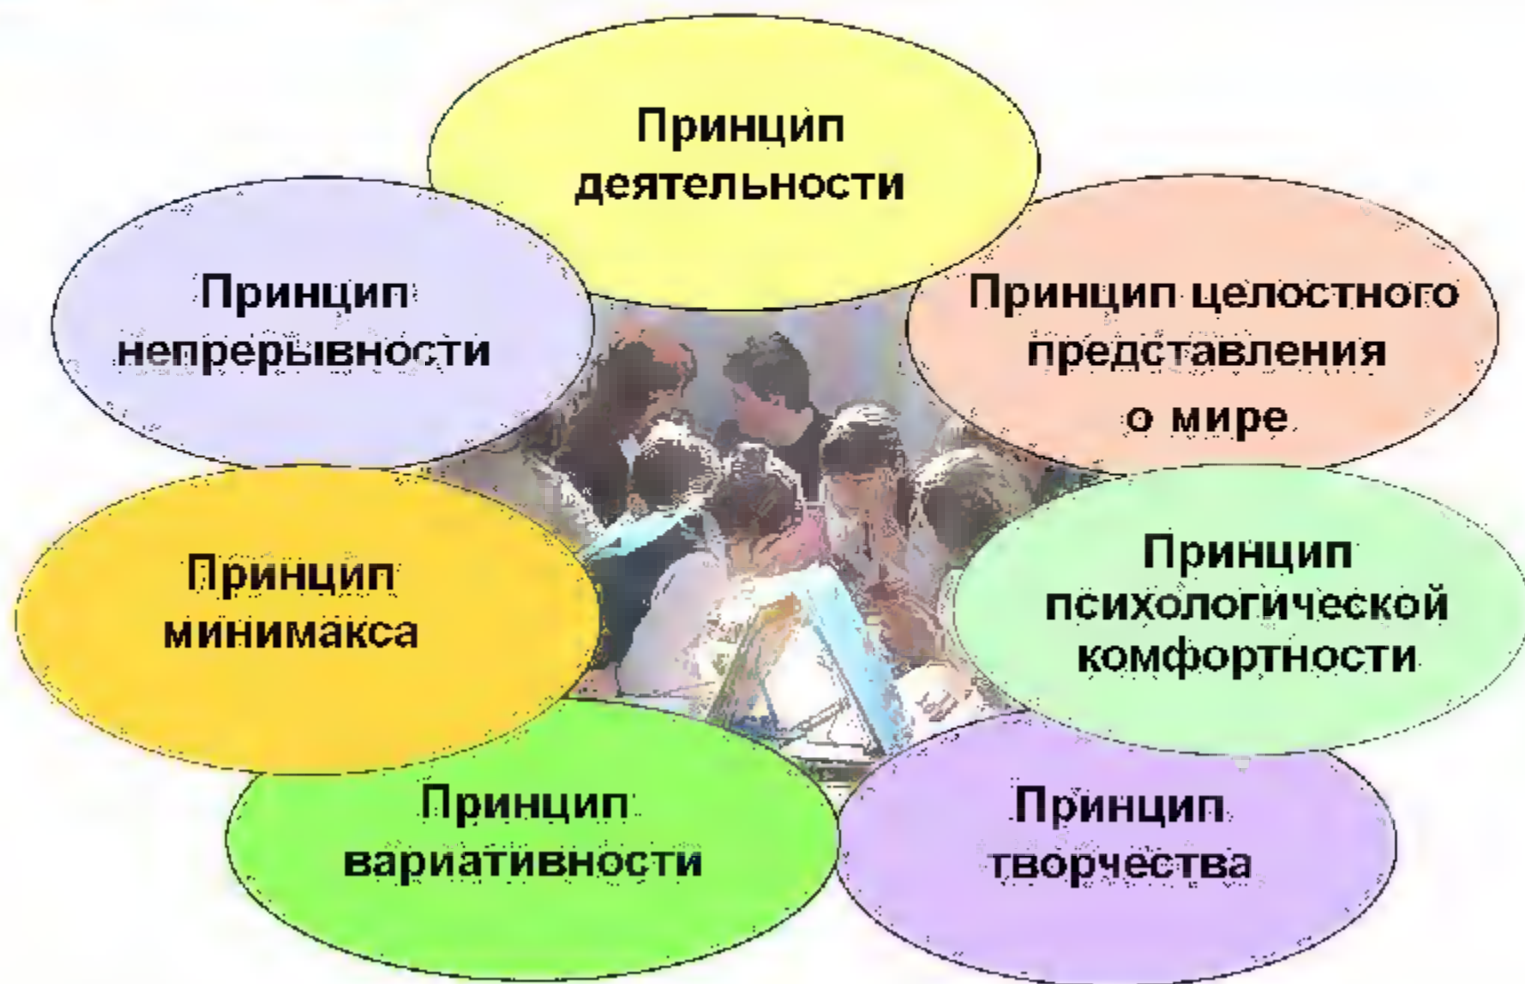 Принцип
деятельности
Принцип
непрерывности
Принцип целостного
представления
о мире
Принцип
минимакса
Принцип
психологической
комфортности
Принцип
вариативности
Принцип
творчества